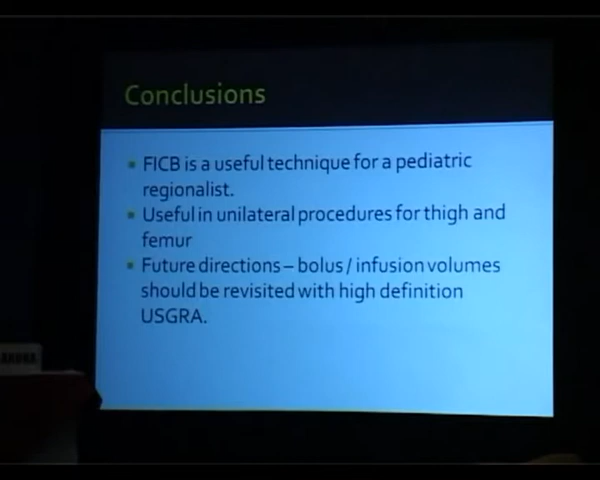 Conclusions
▪ FICB is a useful technique for a pediatric
regionalist.
▪ Useful in unilateral procedures for thigh and
femur
▪ Future directions – bolus / infusion volumes
should be revisited with high definition
USGRA.